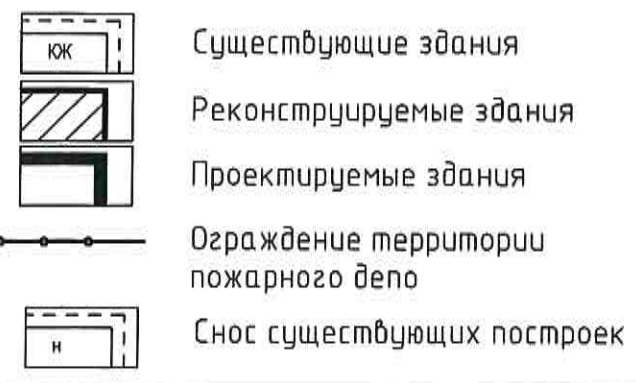 КЖ Существующие здания
Реконструируемые здания
Проектируемые здания
Ограждение территории
пожарного депо
н Снос существующих построек